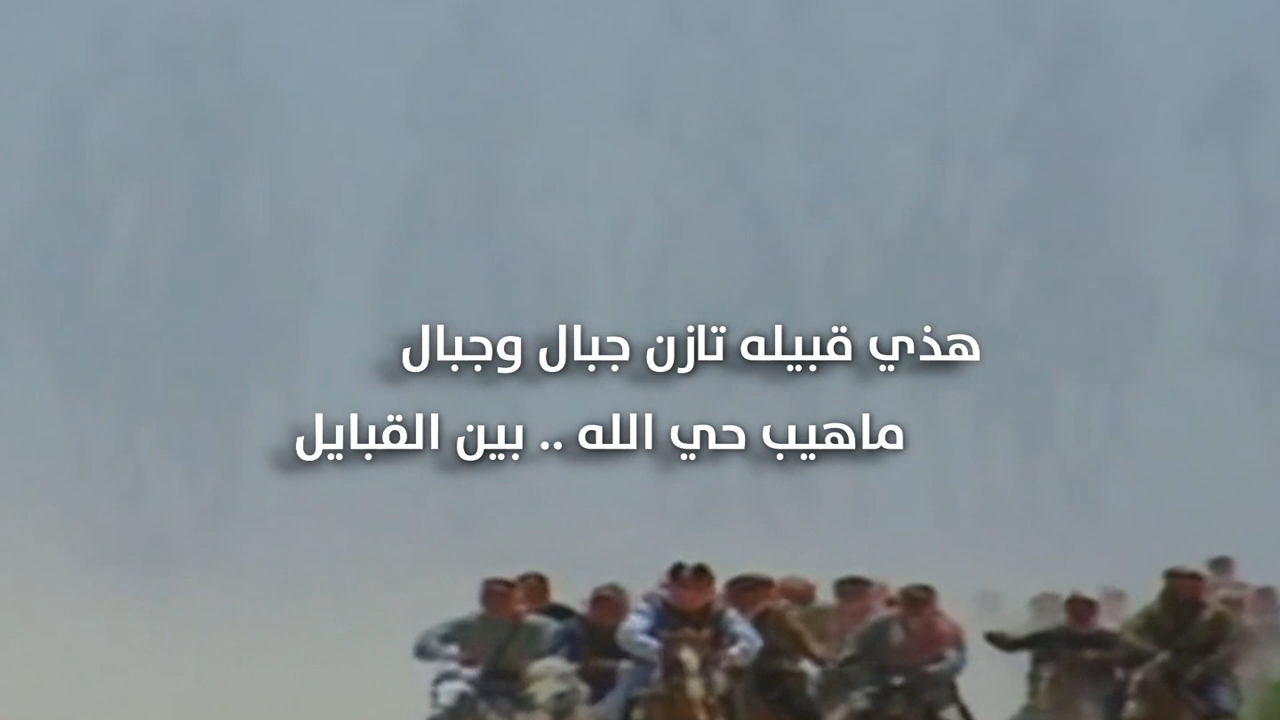 هذي قبيله تازن جبال وجبال
ماهيب حي الله .. بين القبايل